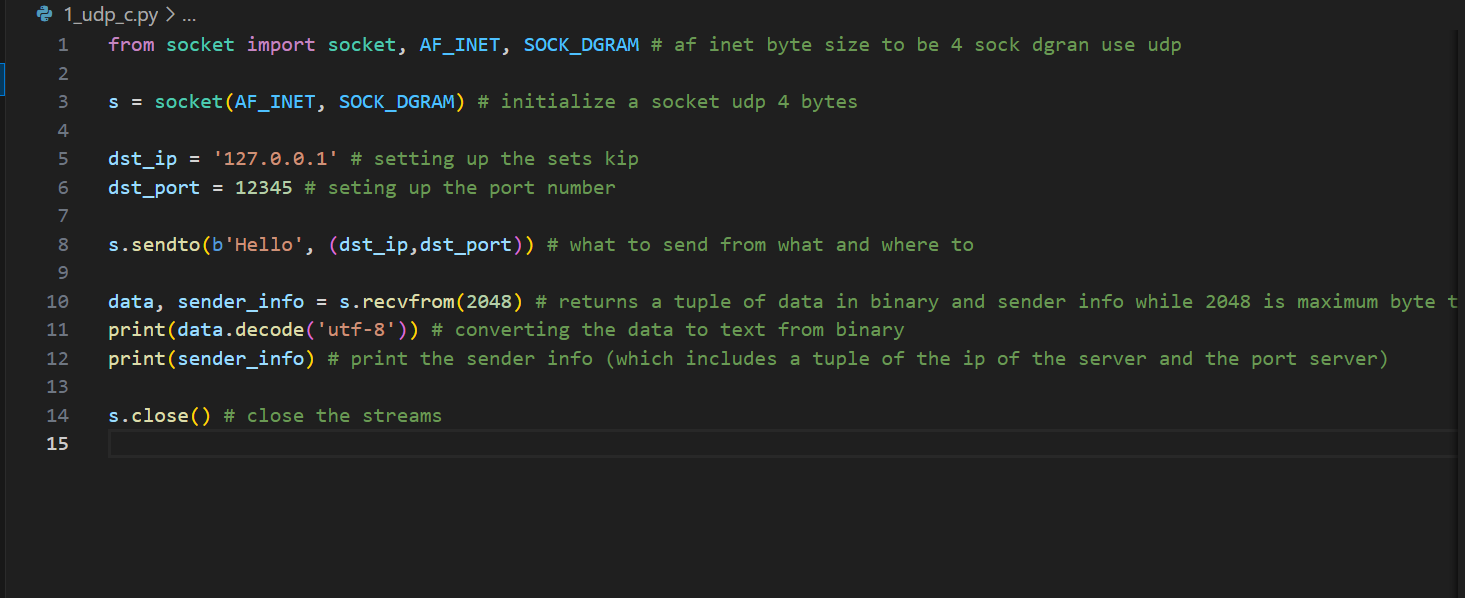 1_udp_c.py > ...
1 from socket import socket, AF_INET, SOCK_DGRAM # af inet byte size to be 4 sock dgran use udp
2
3 s = socket(AF_INET, SOCK_DGRAM) # initialize a socket udp 4 bytes
4
5 dst_ip = '127.0.0.1' # setting up the sets kip
6 dst_port = 12345 # seting up the port number
7
8 s.sendto(b'Hello', (dst_ip,dst_port)) # what to send from what and where to
9
10 data, sender_info = s.recvfrom(2048) # returns a tuple of data in binary and sender info while 2048 is maximum byte
11 print(data.decode('utf-8')) # converting the data to text from binary
12 print(sender_info) # print the sender info (which includes a tuple of the ip of the server and the port server)
13
14 s.close() # close the streams
15